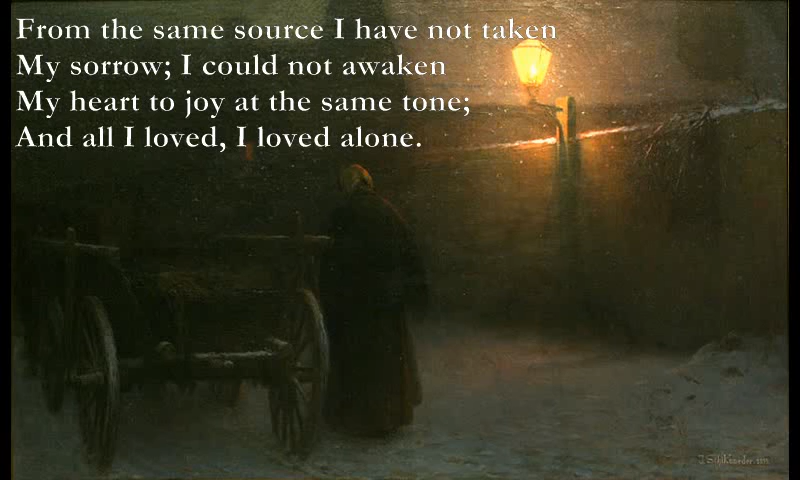 From the same source I have not taken
My sorrow; I could not awaken
My heart to joy at the same tone;
And all I loved, I loved alone.